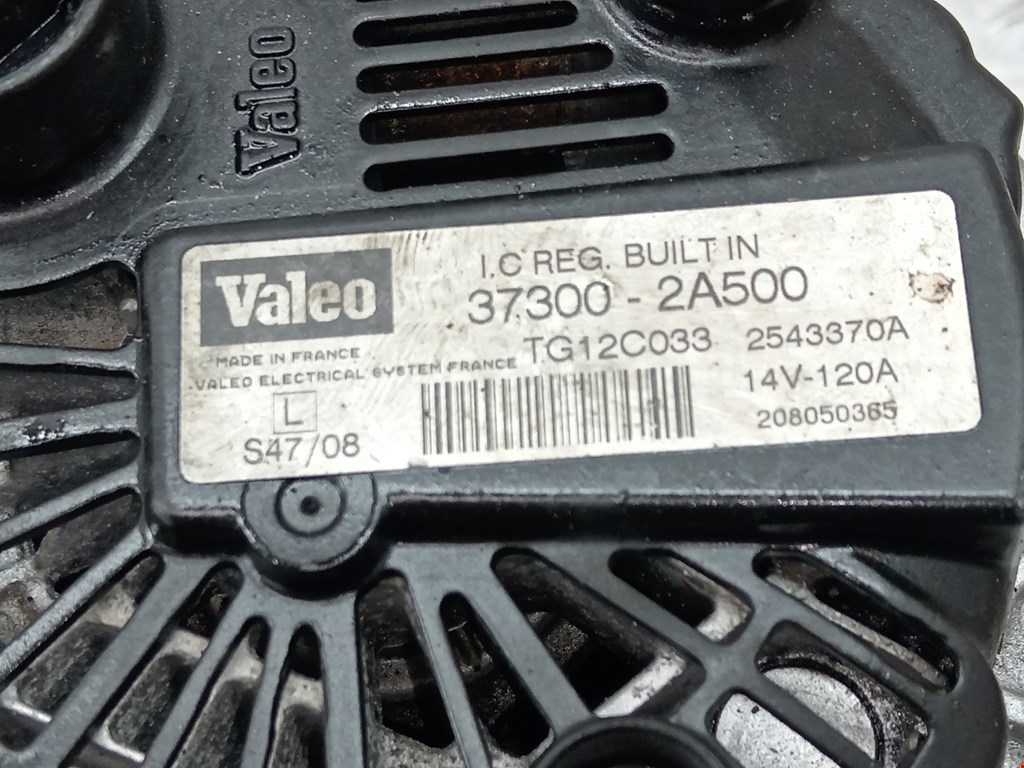 Valeo
Valeo
I.C REG. BUILT IN
37300 - 2A500
MADE IN FRANCE
TG12C033 2543370A
VALEO ELECTRICAL SYSTEM FRANCE
14V-120A
L
208050365
S47/08